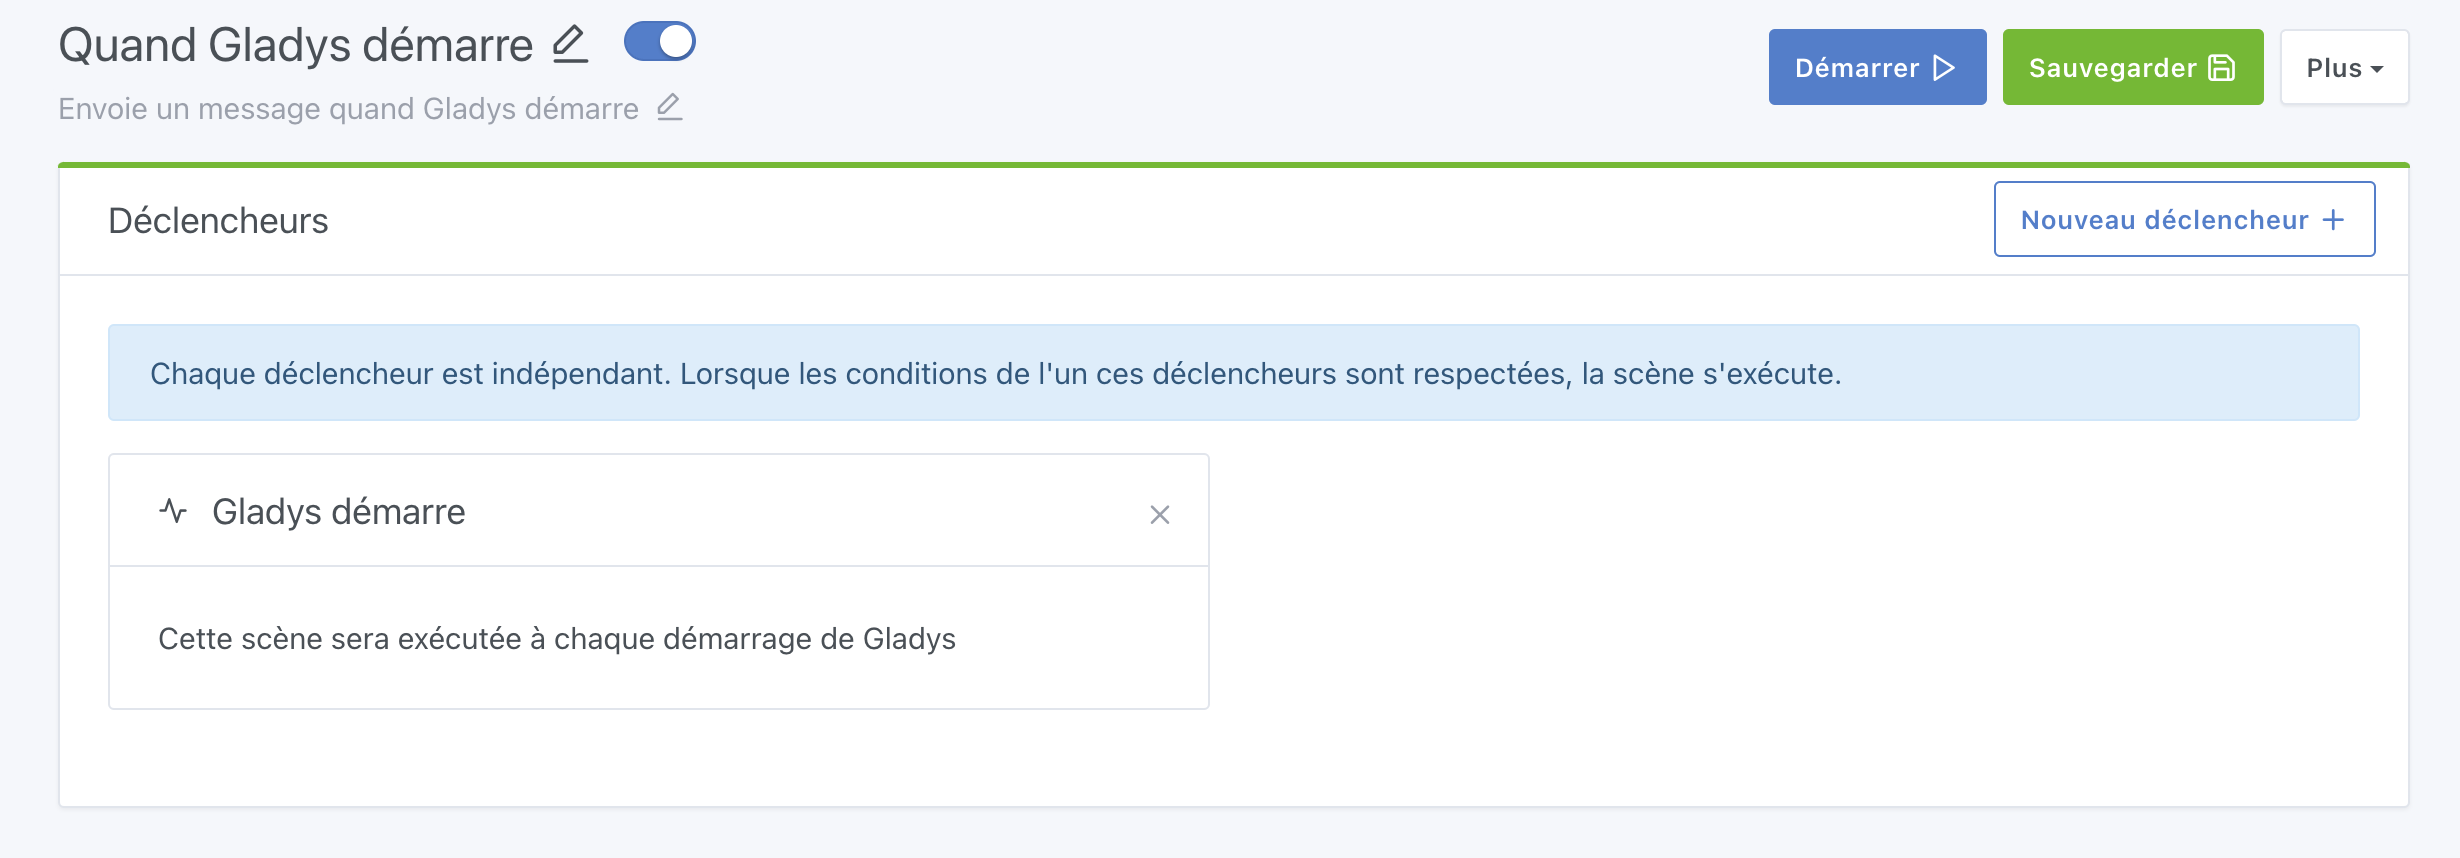 Quand Gladys démarre
Envoie un message quand Gladys démarre
Démarrer
Sauvegarder
Plus
Déclencheurs
Nouveau déclencheur +
Chaque déclencheur est indépendant. Lorsque les conditions de l'un ces déclencheurs sont respectées, la scène s'exécute.
Gladys démarre
Cette scène sera exécutée à chaque démarrage de Gladys